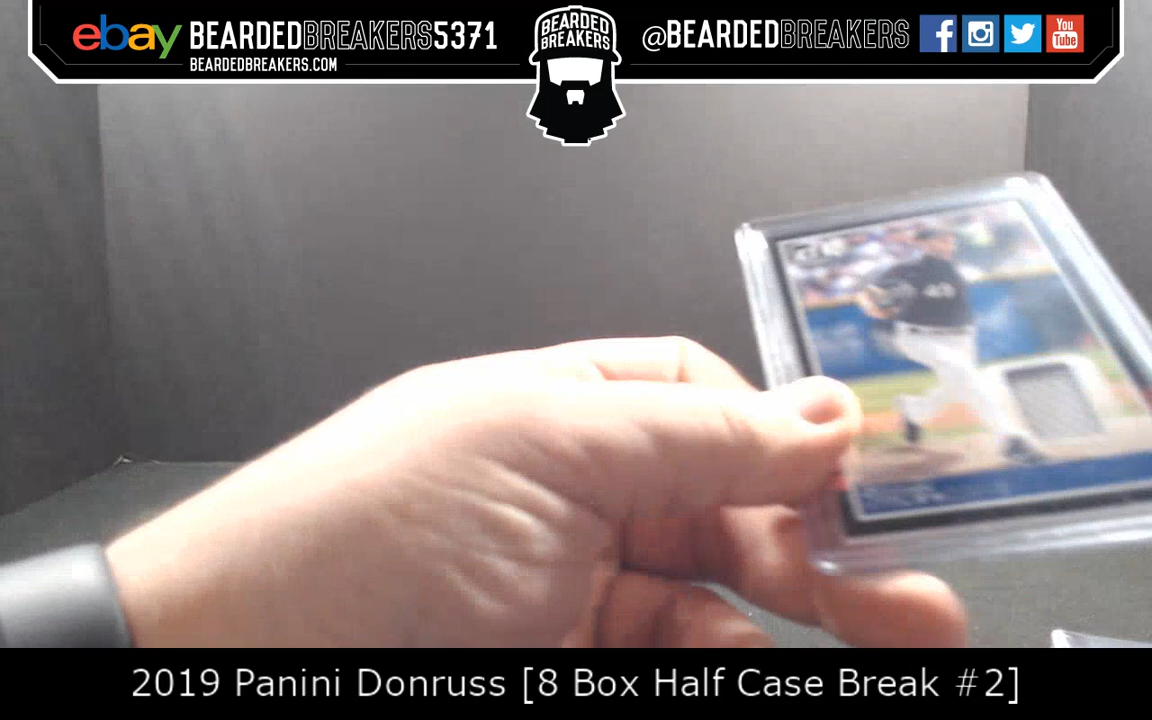 ebay BEARDEDBREAKERS5371
BEARDEDBREAKERS.COM
BEARDED
BREAKERS
@BEARDEDBREAKERS
f
You
Tube
2019 Panini Donruss [8 Box Half Case Break #2]